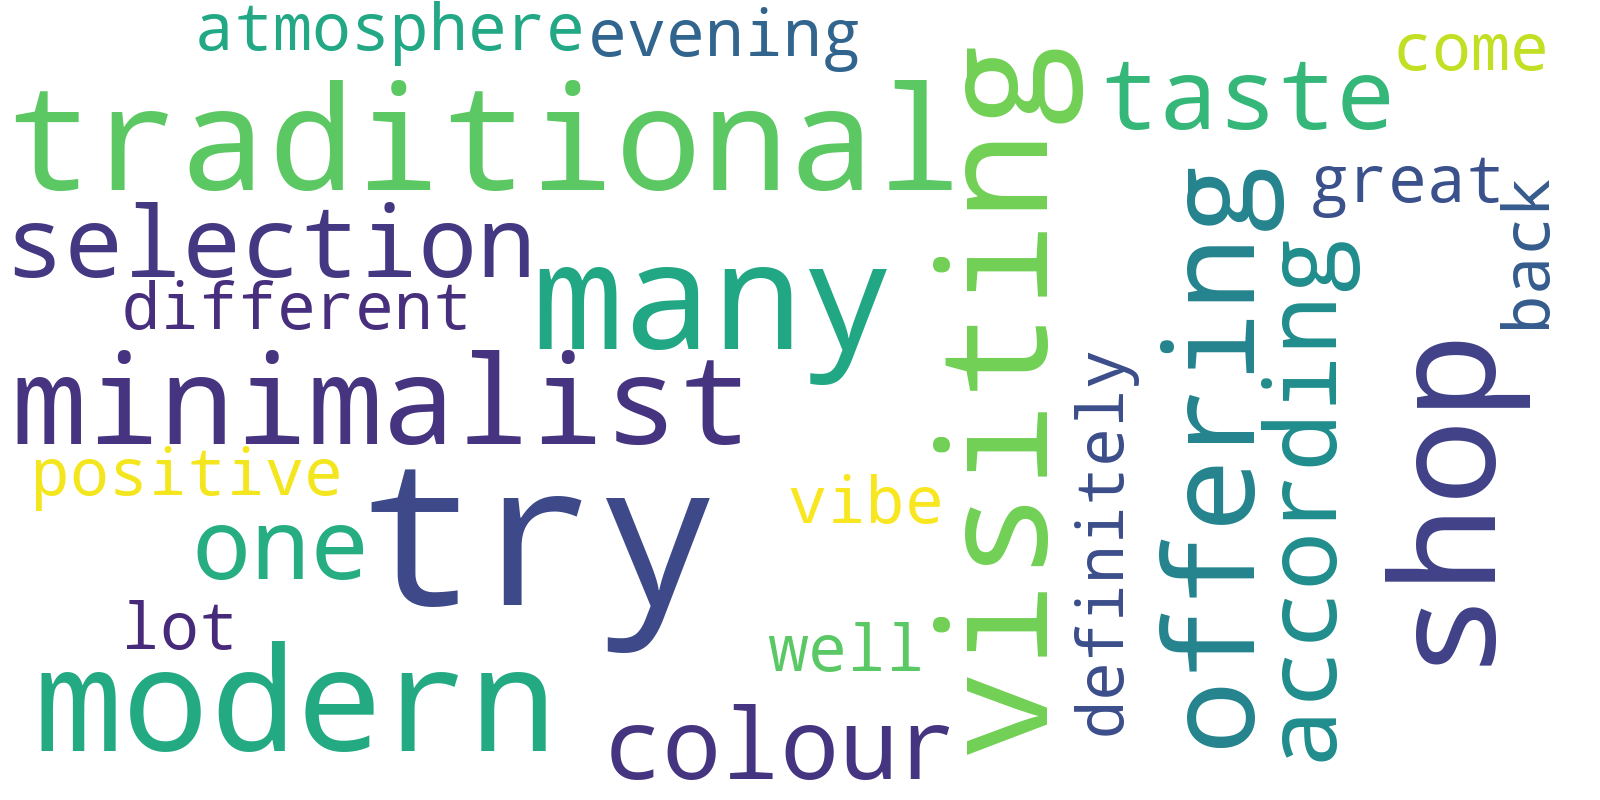 atmosphere
evening
come
traditional
taste
visiting
great
selection
offering
back
many
different
according
minimalist
shop
definitely
positive
try
vibe
one
lot
well
modern
colour